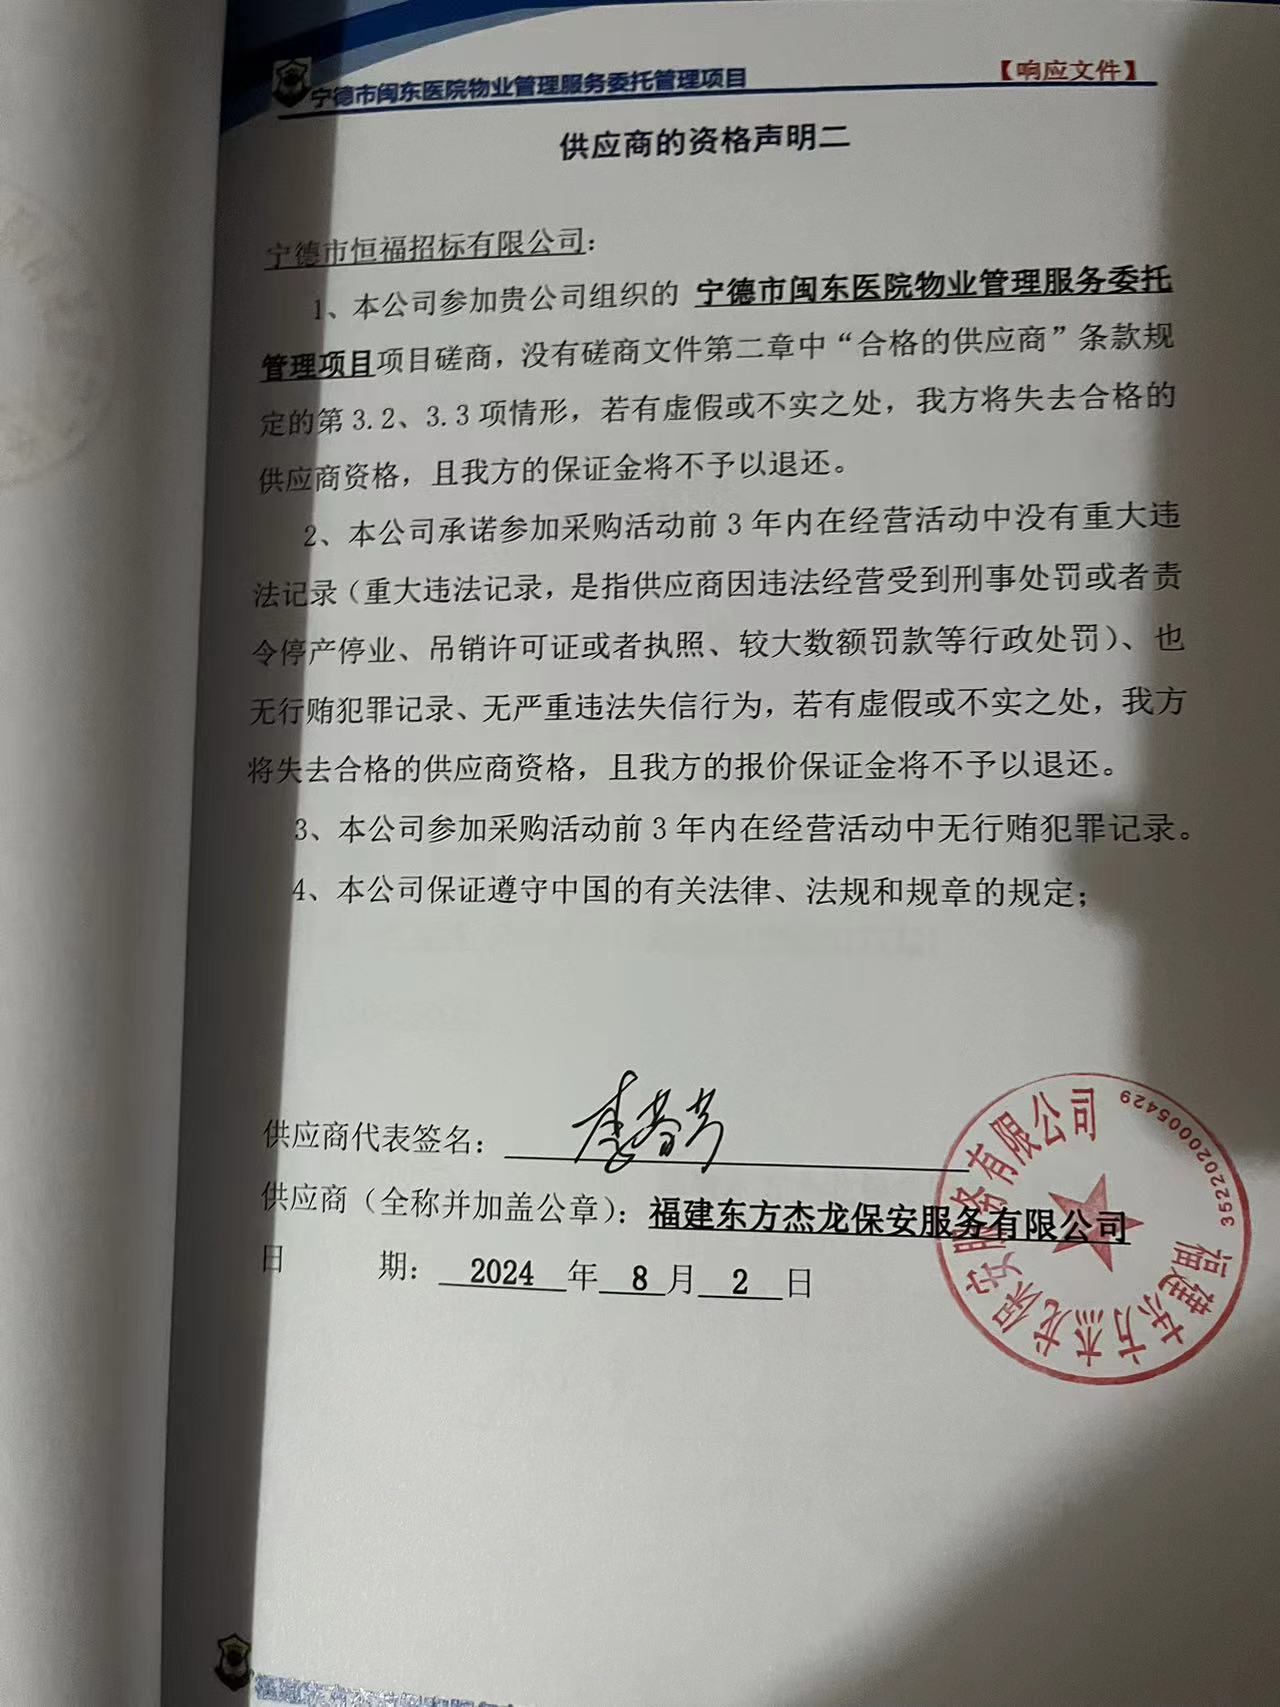 宁德市闽东医院物业管理服务委托管理项目
【响应文件】
供应商的资格声明二
宁德市恒福招标有限公司：
1、本公司参加贵公司组织的 宁德市闽东医院物业管理服务委托
管理项目项目磋商，没有磋商文件第二章中“合格的供应商”条款规
定的第 3.2、3.3 项情形，若有虚假或不实之处，我方将失去合格的
供应商资格，且我方的保证金将不予以退还。
2、本公司承诺参加采购活动前 3 年内在经营活动中没有重大违
法记录（重大违法记录，是指供应商因违法经营受到刑事处罚或者责
令停产停业、吊销许可证或者执照、较大数额罚款等行政处罚）、也
无行贿犯罪记录、无严重违法失信行为，若有虚假或不实之处，我方
将失去合格的供应商资格，且我方的报价保证金将不予以退还。
3、本公司参加采购活动前 3 年内在经营活动中无行贿犯罪记录。
4、本公司保证遵守中国的有关法律、法规和规章的规定；
供应商代表签名：
供应商（全称并加盖公章）：福建东方杰龙保安服务有限公司
日 期： 2024 年 8 月 2 日
福建东方杰龙保安服务有限公司
3522020005429